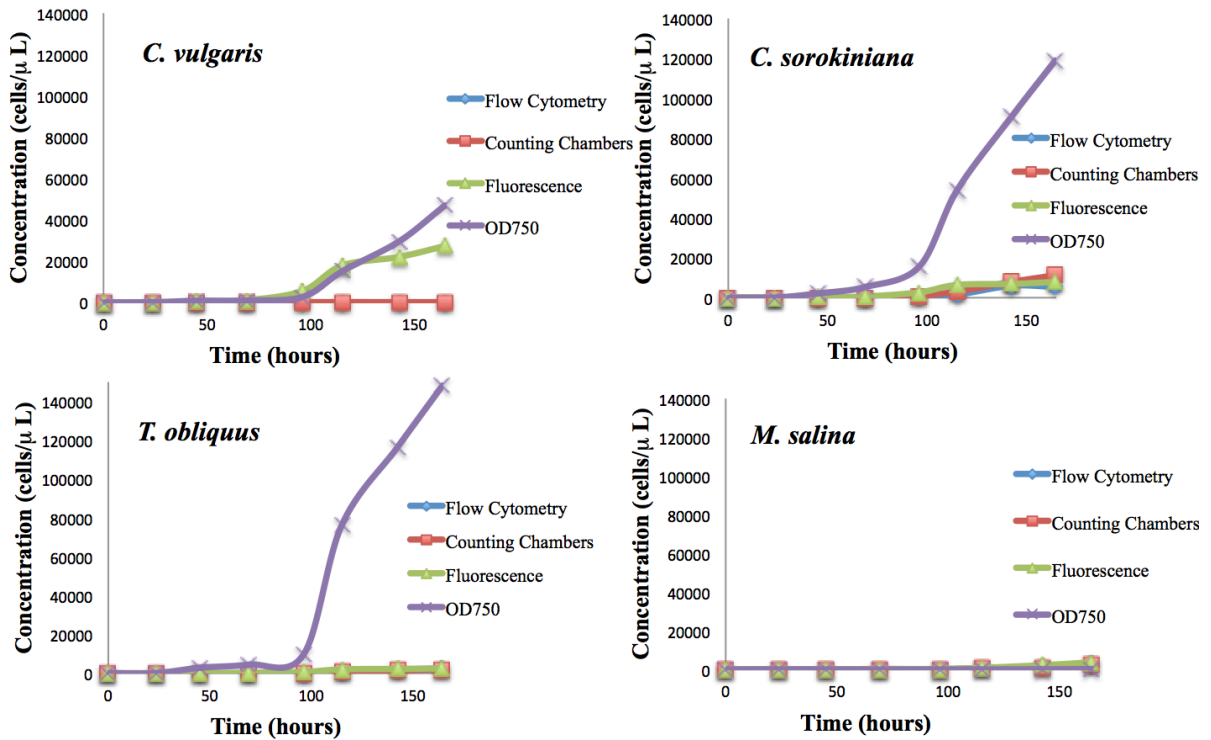 C. vulgaris
Concentration (cells/μ L)
140000
120000
100000
80000
60000
40000
20000
0
0 50 100 150
Time (hours)
Flow Cytometry
Counting Chambers
Fluorescence
OD750
C. sorokiniana
Concentration (cells/μ L)
140000
120000
100000
80000
60000
40000
20000
0
0 50 100 150
Time (hours)
Flow Cytometry
Counting Chambers
Fluorescence
OD750
T. obliquus
Concentration (cells/μ L)
140000
120000
100000
80000
60000
40000
20000
0
0 50 100 150
Time (hours)
Flow Cytometry
Counting Chambers
Fluorescence
OD750
M. salina
Concentration (cells/μ L)
140000
120000
100000
80000
60000
40000
20000
0
0 50 100 150
Time (hours)
Flow Cytometry
Counting Chambers
Fluorescence
OD750